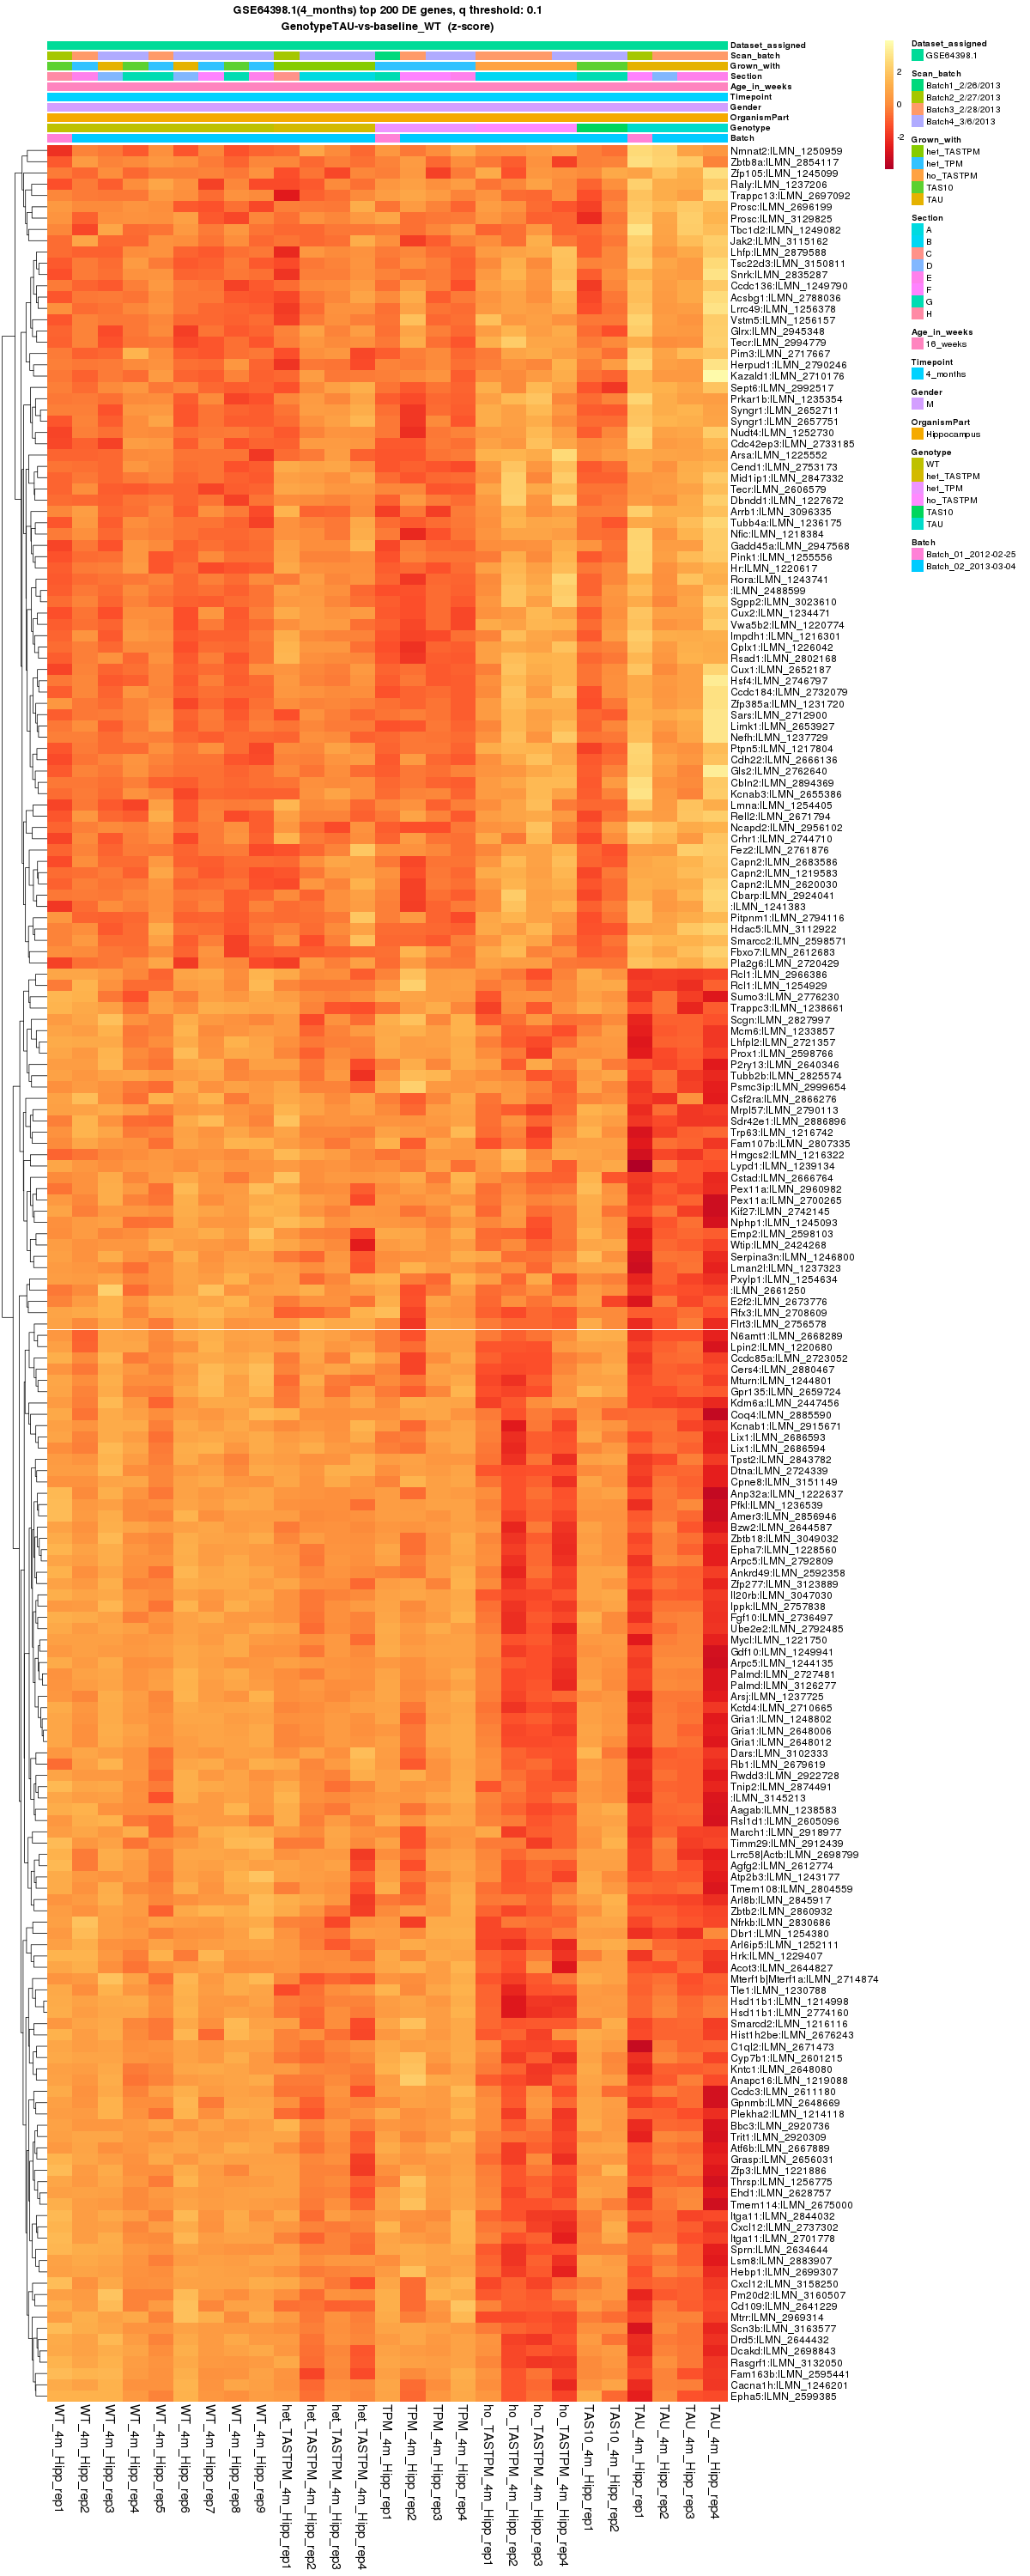 GSE64398.1(4_months) top 200 DE genes, q threshold: 0.1
GenotypeTAU-vs-baseline_WT (z-score)
Dataset_assigned
Scan_batch
Grown_with
Section
Age_in_weeks
Timepoint
Gender
OrganismPart
Genotype
Batch
2
0
-2
Dataset_assigned
GSE64398.1
Scan_batch
Batch1_2/26/2013
Batch2_2/27/2013
Batch3_2/28/2013
Batch4_3/6/2013
Grown_with
het_TASTPM
het_TPM
ho_TASTPM
TAS10
TAU
Section
A
B
C
D
E
F
G
H
Age_in_weeks
16_weeks
Timepoint
4_months
Gender
M
OrganismPart
Hippocampus
Genotype
WT
het_TASTPM
het_TPM
ho_TASTPM
TAS10
TAU
Batch
Batch_01_2012-02-25
Batch_02_2013-03-04
Nmnat2:ILMN_1250959
Zbtb8a:ILMN_2854117
Zfp105:ILMN_1245099
Raly:ILMN_1237206
Trappc13:ILMN_2697092
Prosc:ILMN_2696199
Prosc:ILMN_3129825
Tbc1d2:ILMN_1249082
Jak2:ILMN_3115162
Lhfp:ILMN_2879588
Tsc22d3:ILMN_3150811
Snrk:ILMN_2835287
Ccdc136:ILMN_1249790
Acsbg1:ILMN_2788036
Lrrc49:ILMN_1256378
Vstm5:ILMN_1256157
Glrx:ILMN_2945348
Tecr:ILMN_2994779
Pim3:ILMN_2717667
Herpud1:ILMN_2790246
Kazald1:ILMN_2710176
Sept6:ILMN_2992517
Prkar1b:ILMN_1235354
Syngr1:ILMN_2652711
Syngr1:ILMN_2657751
Nudt4:ILMN_1252730
Cdc42ep3:ILMN_2733185
Arsa:ILMN_1225552
Cend1:ILMN_2753173
Mid1ip1:ILMN_2847332
Tecr:ILMN_2606579
Dbndd1:ILMN_1227672
Arrb1:ILMN_3096335
Tubb4a:ILMN_1236175
Nfic:ILMN_1218384
Gadd45a:ILMN_2947568
Pink1:ILMN_1255556
Hr:ILMN_1220617
Rora:ILMN_1243741
:ILMN_2488599
Sgpp2:ILMN_3023610
Cux2:ILMN_1234471
Vwa5b2:ILMN_1220774
Impdh1:ILMN_1216301
Cplx1:ILMN_1226042
Rsad1:ILMN_2802168
Cux1:ILMN_2652187
Hsf4:ILMN_2746797
Ccdc184:ILMN_2732079
Zfp385a:ILMN_1231720
Sars:ILMN_2712900
Limk1:ILMN_2653927
Nefh:ILMN_1237729
Ptpn5:ILMN_1217804
Cdh22:ILMN_2666136
Gls2:ILMN_2762640
Cbln2:ILMN_2894369
Kcnab3:ILMN_2655386
Lmna:ILMN_1254405
Rell2:ILMN_2671794
Ncapd2:ILMN_2956102
Crhr1:ILMN_2744710
Fez2:ILMN_2761876
Capn2:ILMN_2683586
Capn2:ILMN_1219583
Capn2:ILMN_2620030
Cbarp:ILMN_2924041
:ILMN_1241383
Pitpnm1:ILMN_2794116
Hdac5:ILMN_3112922
Smarcc2:ILMN_2598571
Fbxo7:ILMN_2612683
Pla2g6:ILMN_2720429
Rcl1:ILMN_2966386
Rcl1:ILMN_1254929
Sumo3:ILMN_2776230
Trappc3:ILMN_1238661
Scgn:ILMN_2827997
Mcm6:ILMN_1233857
Lhfpl2:ILMN_2721357
Prox1:ILMN_2598766
P2ry13:ILMN_2640346
Tubb2b:ILMN_2825574
Psmc3ip:ILMN_2999654
Csf2ra:ILMN_2866276
Mrpl57:ILMN_2790113
Sdr42e1:ILMN_2886896
Trp63:ILMN_1216742
Fam107b:ILMN_2807335
Hmgcs2:ILMN_1216322
Lypd1:ILMN_1239134
Cstad:ILMN_2666764
Pex11a:ILMN_2960982
Pex11a:ILMN_2700265
Kif27:ILMN_2742145
Nphp1:ILMN_1245093
Emp2:ILMN_2598103
Wtip:ILMN_2424268
Serpina3n:ILMN_1246800
Lman2l:ILMN_1237323
Pxylp1:ILMN_1254634
:ILMN_2661250
E2f2:ILMN_2673776
Rfx3:ILMN_2708609
Flrt3:ILMN_2756578
N6amt1:ILMN_2668289
Lpin2:ILMN_1220680
Ccdc85a:ILMN_2723052
Cers4:ILMN_2880467
Mturn:ILMN_1244801
Gpr135:ILMN_2659724
Kdm6a:ILMN_2447456
Coq4:ILMN_2885590
Kcnab1:ILMN_2915671
Lix1:ILMN_2686593
Lix1:ILMN_2686594
Tpst2:ILMN_2843782
Dtna:ILMN_2724339
Cpne8:ILMN_3151149
Anp32a:ILMN_1222637
Pfkl:ILMN_1236539
Amer3:ILMN_2856946
Bzw2:ILMN_2644587
Zbtb18:ILMN_3049032
Epha7:ILMN_1228560
Arpc5:ILMN_2792809
Ankrd49:ILMN_2592358
Zfp277:ILMN_3123889
Il20rb:ILMN_3047030
Ippk:ILMN_2757838
Fgf10:ILMN_2736497
Ube2e2:ILMN_2792485
Mycl:ILMN_1221750
Gdf10:ILMN_1249941
Arpc5:ILMN_1244135
Palmd:ILMN_2727481
Palmd:ILMN_3126277
Arsj:ILMN_1237725
Kctd4:ILMN_2710665
Gria1:ILMN_1248802
Gria1:ILMN_2648006
Gria1:ILMN_2648012
Dars:ILMN_3102333
Rb1:ILMN_2679619
Rwdd3:ILMN_2922728
Tnip2:ILMN_2874491
:ILMN_3145213
Aagab:ILMN_1238583
Rsl1d1:ILMN_2605096
March1:ILMN_2918977
Timm29:ILMN_2912439
Lrrc58|Actb:ILMN_2698799
Agfg2:ILMN_2612774
Atp2b3:ILMN_1243177
Tmem108:ILMN_2804559
Arl8b:ILMN_2845917
Zbtb2:ILMN_2860932
Nfrkb:ILMN_2830686
Dbr1:ILMN_1254380
Arl6ip5:ILMN_1252111
Hrk:ILMN_1229407
Acot3:ILMN_2644827
Mterf1b|Mterf1a:ILMN_2714874
Tle1:ILMN_1230788
Hsd11b1:ILMN_1214998
Hsd11b1:ILMN_2774160
Smarcd2:ILMN_1216116
Hist1h2be:ILMN_2676243
C1ql2:ILMN_2671473
Cyp7b1:ILMN_2601215
Kntc1:ILMN_2648080
Anapc16:ILMN_1219088
Ccdc3:ILMN_2611180
Gpnmb:ILMN_2648669
Plekha2:ILMN_1214118
Bbc3:ILMN_2920736
Trit1:ILMN_2920309
Atf6b:ILMN_2667889
Grasp:ILMN_2656031
Zfp3:ILMN_1221886
Thrsp:ILMN_1256775
Ehd1:ILMN_2628757
Tmem114:ILMN_2675000
Itga11:ILMN_2844032
Cxcl12:ILMN_2737302
Itga11:ILMN_2701778
Sprn:ILMN_2634644
Lsm8:ILMN_2883907
Hebp1:ILMN_2699307
Cxcl12:ILMN_3158250
Pm20d2:ILMN_3160507
Cd109:ILMN_2641229
Mtrr:ILMN_2969314
Scn3b:ILMN_3163577
Drd5:ILMN_2644432
Dcakd:ILMN_2698843
Rasgrf1:ILMN_3132050
Fam163b:ILMN_2595441
Cacna1h:ILMN_1246201
Epha5:ILMN_2599385
WT_4m_Hipp_rep1
WT_4m_Hipp_rep2
WT_4m_Hipp_rep3
WT_4m_Hipp_rep4
WT_4m_Hipp_rep5
WT_4m_Hipp_rep6
WT_4m_Hipp_rep7
WT_4m_Hipp_rep8
WT_4m_Hipp_rep9
het_TASTPM_4m_Hipp_rep1
het_TASTPM_4m_Hipp_rep2
het_TASTPM_4m_Hipp_rep3
het_TASTPM_4m_Hipp_rep4
TPM_4m_Hipp_rep1
TPM_4m_Hipp_rep2
TPM_4m_Hipp_rep3
TPM_4m_Hipp_rep4
ho_TASTPM_4m_Hipp_rep1
ho_TASTPM_4m_Hipp_rep2
ho_TASTPM_4m_Hipp_rep3
ho_TASTPM_4m_Hipp_rep4
TAS10_4m_Hipp_rep1
TAS10_4m_Hipp_rep2
TAU_4m_Hipp_rep1
TAU_4m_Hipp_rep2
TAU_4m_Hipp_rep3
TAU_4m_Hipp_rep4